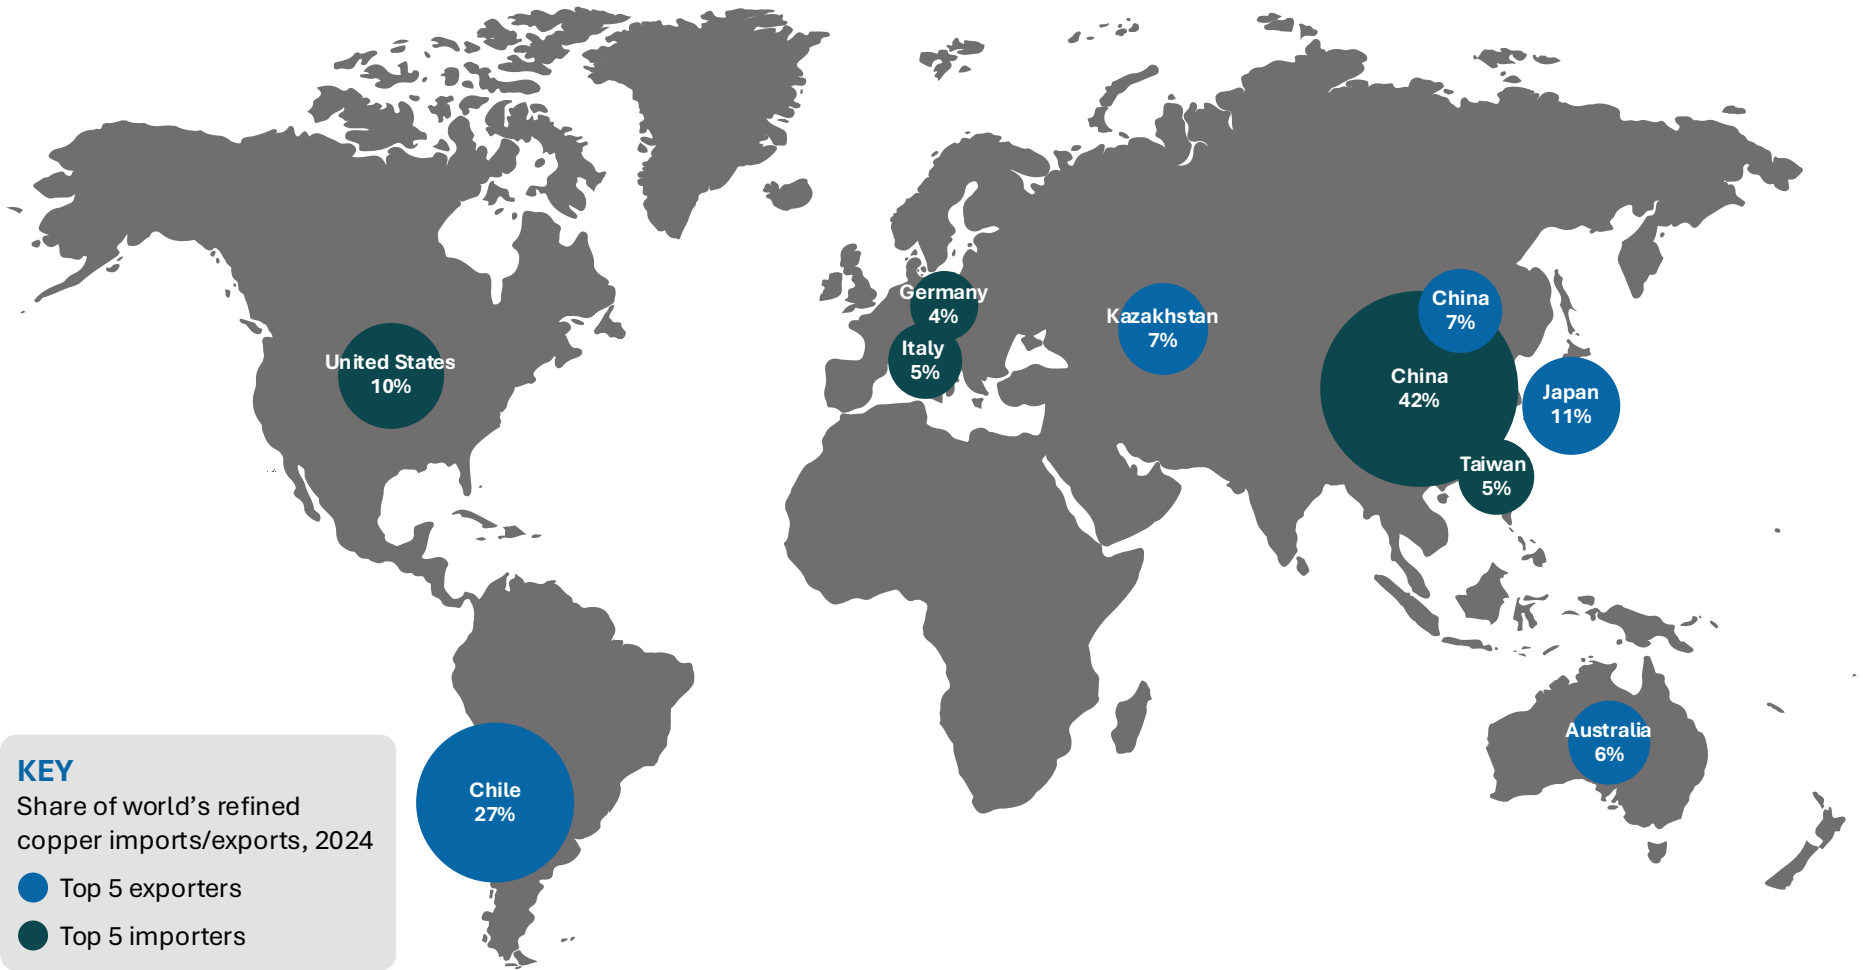 Germany
4%
China
7%
Kazakhstan
7%
Italy
5%
United States
10%
China
42%
Japan
11%
Taiwan
5%
Australia
6%
Chile
27%
KEY
Share of world’s refined
copper imports/exports, 2024
Top 5 exporters
Top 5 importers